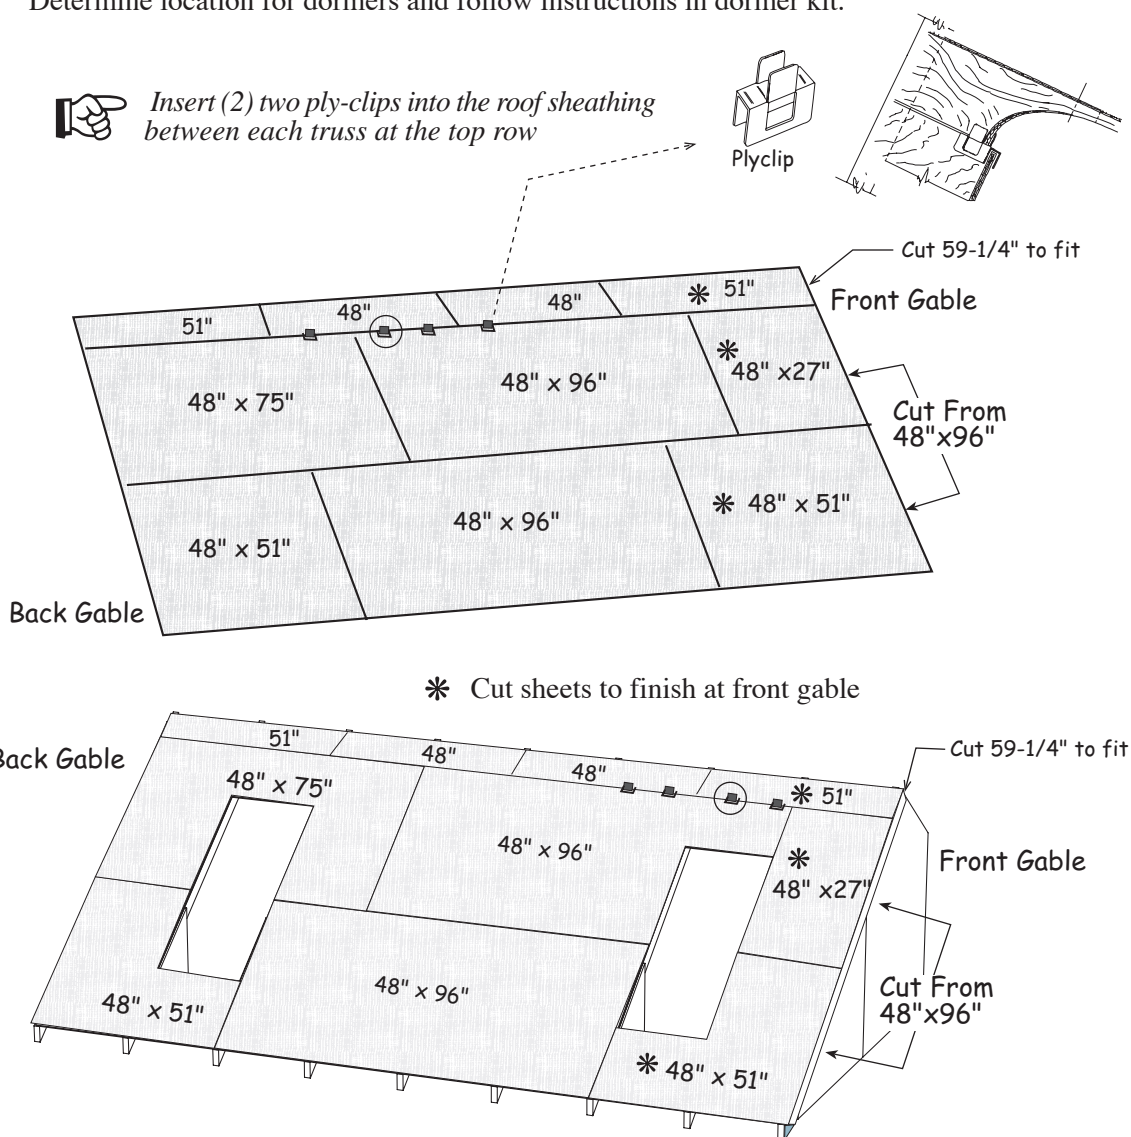 Determine location for dormers and follow instructions in dormer kit.
Insert (2) two ply-clips into the roof sheathing
between each truss at the top row
Plyclip
Cut 59-1/4" to fit
Front Gable
51"
48"
48"
51"
48" x 75"
48" x 96"
48" x27"
Cut From
48"x96"
48" x 51"
48" x 96"
48" x 51"
Back Gable
Cut sheets to finish at front gable
Back Gable
51"
48"
48"
51"
Cut 59-1/4" to fit
48" x 75"
48" x 96"
48" x27"
Front Gable
48" x 51"
48" x 96"
48" x 51"
Cut From
48"x96"